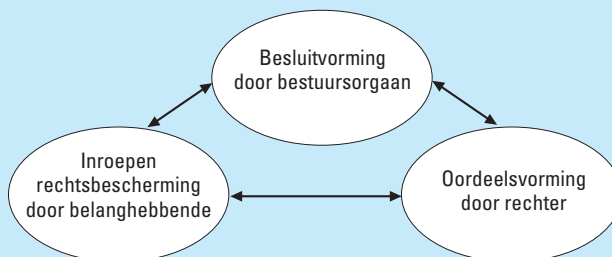 Besluitvorming
door bestuursorgaan
Inroepen
rechtsbescherming
door belanghebbende
Oordeelsvorming
door rechter